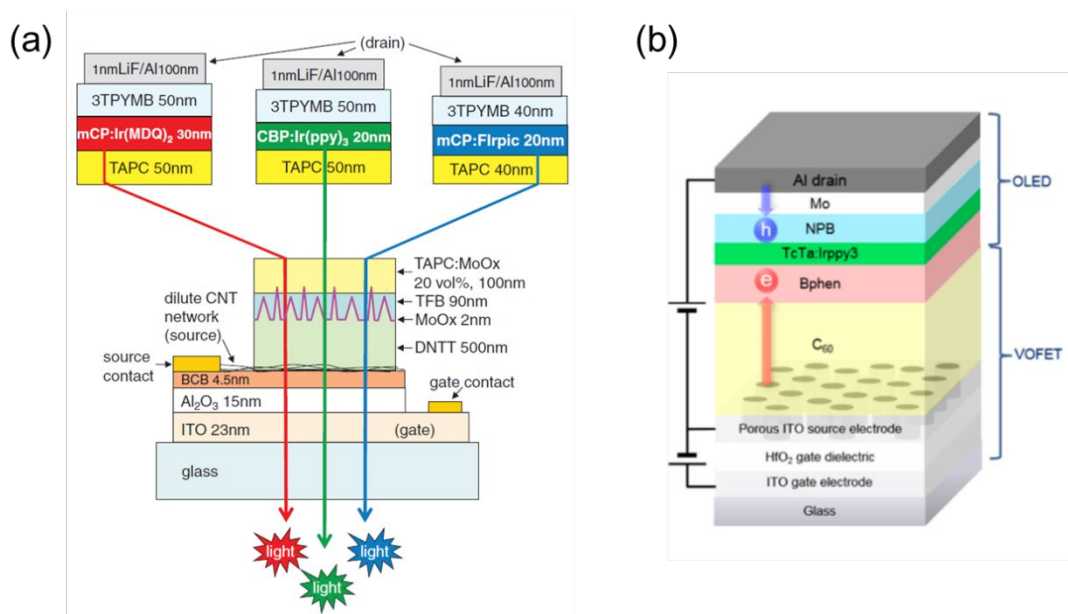 (a)
(drain)
1nmLiF/Al100nm
3TPYMB 50nm
mCP:Ir(MDQ)₂ 30nm
TAPC 50nm
1nmLiF/Al100nm
3TPYMB 50nm
CBP:Ir(ppy)₃ 20nm
TAPC 50nm
1nmLiF/Al100nm
3TPYMB 40nm
mCP:FIrpic 20nm
TAPC 40nm
TAPC:MoOx
20 vol%, 100nm
TFB 90nm
MoOx 2nm
DNTT 500nm
dilute CNT
network
(source)
source
contact
gate contact
BCB 4.5nm
Al₂O₃ 15nm
ITO 23nm
(gate)
glass
light
light
light
(b)
Al drain
Mo
h
NPB
TcTa:Irppy3
e
Bphen
C₆₀
Porous ITO source electrode
HfO₂ gate dielectric
ITO gate electrode
Glass
OLED
VOFET